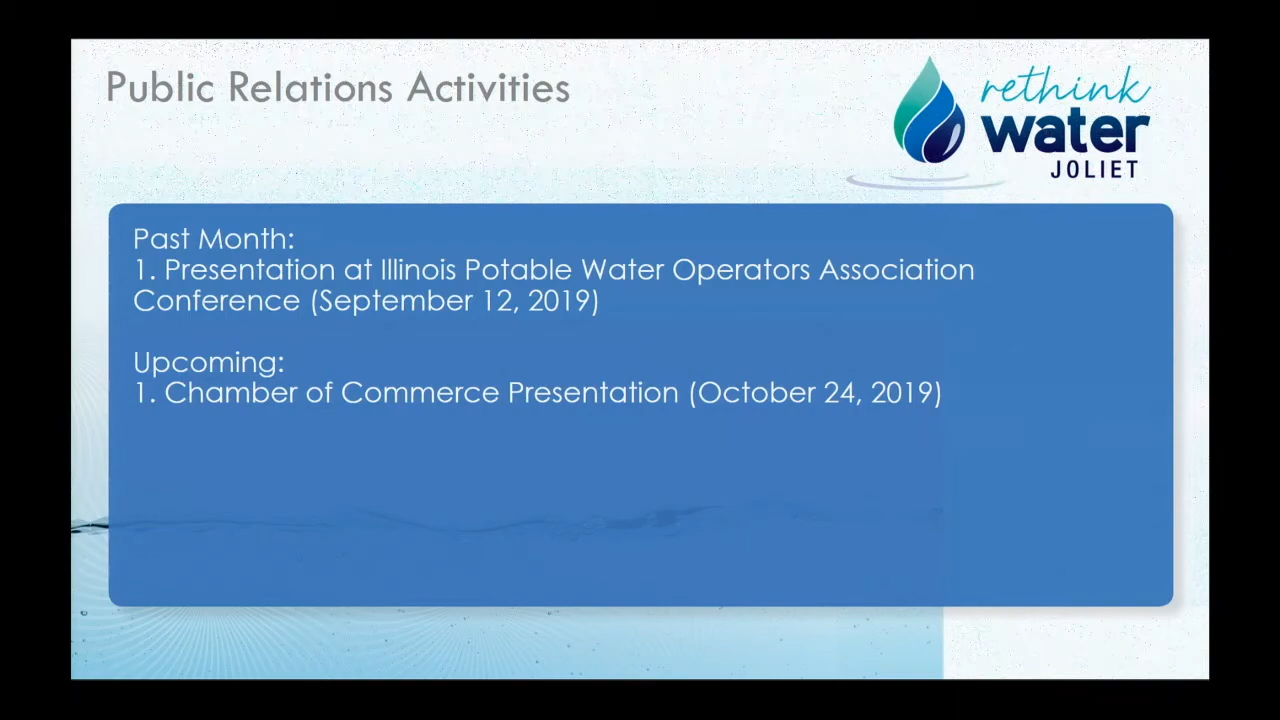 Public Relations Activities
rethink
water
JOLIET
Past Month:
1. Presentation at Illinois Potable Water Operators Association
Conference (September 12, 2019)
Upcoming:
1. Chamber of Commerce Presentation (October 24, 2019)